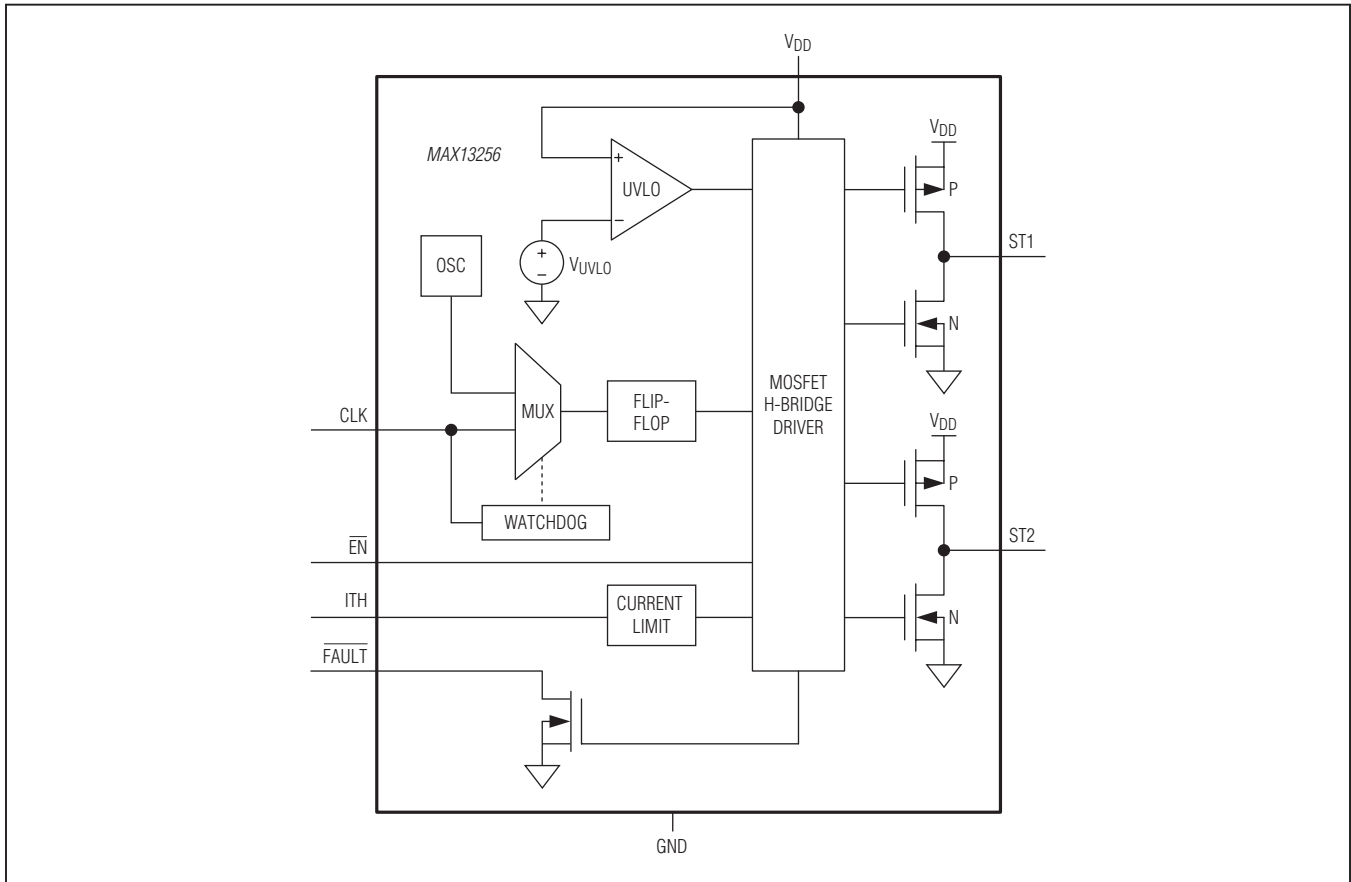 VDD
MAX13256
+
UVLO
−
VDD
P
ST1
OSC
+
−
VUVLO
N
MUX
FLIP-
FLOP
MOSFET
H-BRIDGE
DRIVER
CLK
VDD
P
WATCHDOG
ST2
EN
ITH
CURRENT
LIMIT
N
FAULT
GND